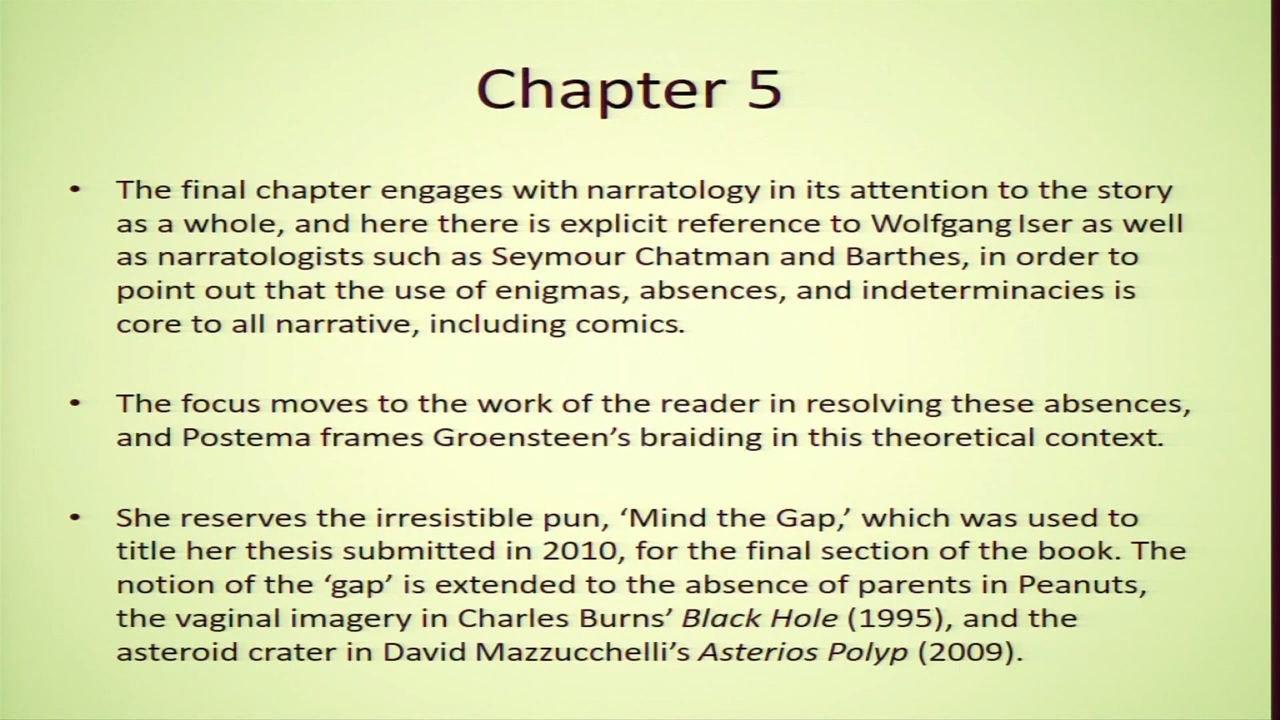 Chapter 5
• The final chapter engages with narratology in its attention to the story
as a whole, and here there is explicit reference to Wolfgang Iser as well
as narratologists such as Seymour Chatman and Barthes, in order to
point out that the use of enigmas, absences, and indeterminacies is
core to all narrative, including comics.
• The focus moves to the work of the reader in resolving these absences,
and Postema frames Groensteen’s braiding in this theoretical context.
• She reserves the irresistible pun, ‘Mind the Gap,’ which was used to
title her thesis submitted in 2010, for the final section of the book. The
notion of the ‘gap’ is extended to the absence of parents in Peanuts,
the vaginal imagery in Charles Burns’ Black Hole (1995), and the
asteroid crater in David Mazzucchelli’s Asterios Polyp (2009).